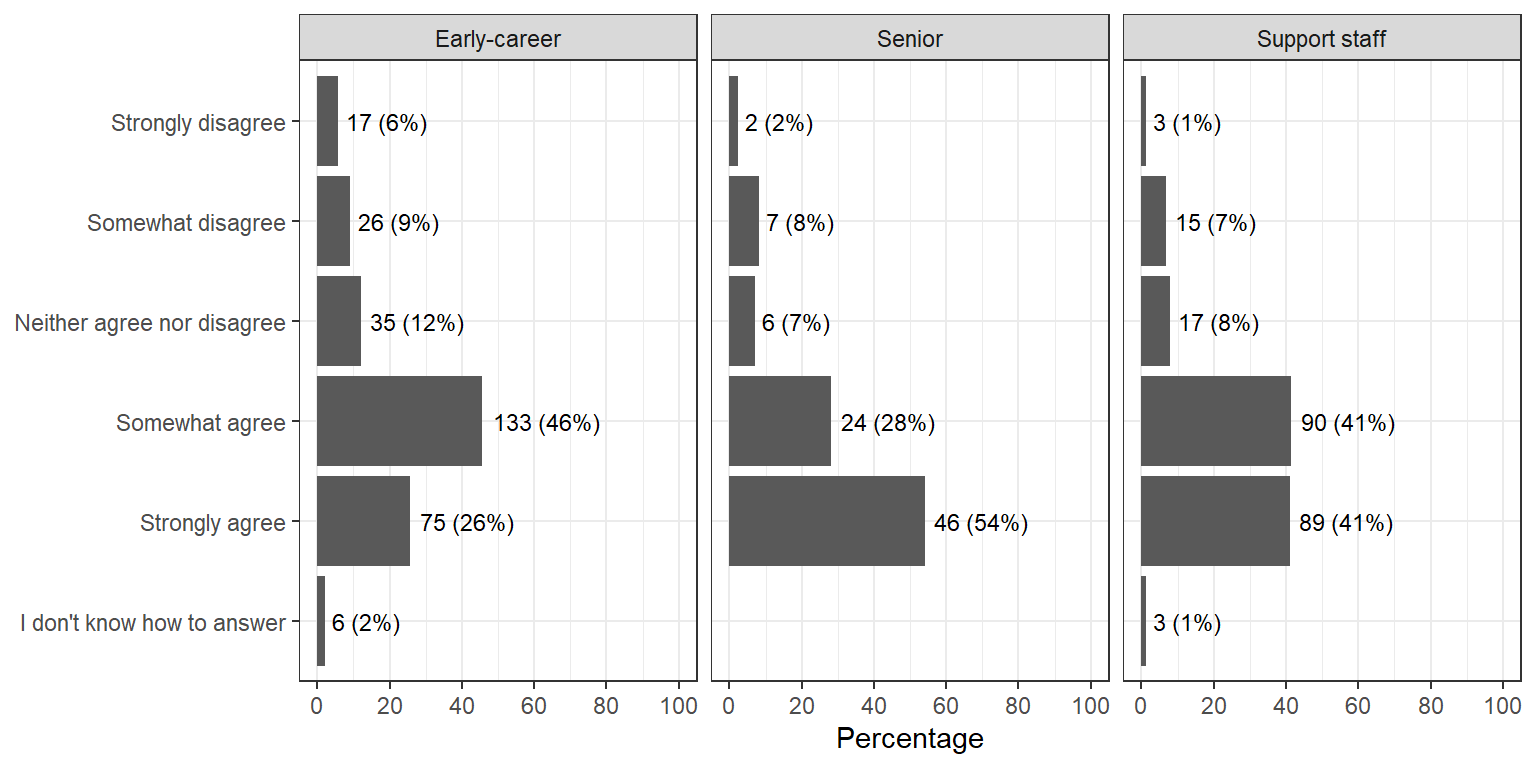 Early-career Senior Support staff
Strongly disagree 17 (6%) 2 (2%) 3 (1%)
Somewhat disagree 26 (9%) 7 (8%) 15 (7%)
Neither agree nor disagree 35 (12%) 6 (7%) 17 (8%)
Somewhat agree 133 (46%) 24 (28%) 90 (41%)
Strongly agree 75 (26%) 46 (54%) 89 (41%)
I don't know how to answer 6 (2%) 3 (1%)
0 20 40 60 80 100 0 20 40 60 80 100 0 20 40 60 80 100
Percentage